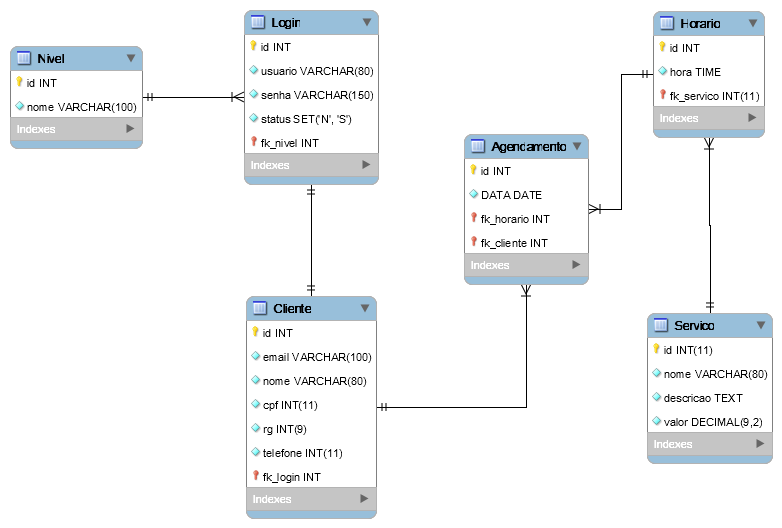 Nivel
id INT
nome VARCHAR(100)
Indexes
Login
id INT
usuario VARCHAR(80)
senha VARCHAR(150)
status SET('N', 'S')
fk_nivel INT
Indexes
Horario
id INT
hora TIME
fk_servico INT(11)
Indexes
Agendamento
id INT
DATA DATE
fk_horario INT
fk_cliente INT
Indexes
Cliente
id INT
email VARCHAR(100)
nome VARCHAR(80)
cpf INT(11)
rg INT(9)
telefone INT(11)
fk_login INT
Indexes
Servico
id INT(11)
nome VARCHAR(80)
descricao TEXT
valor DECIMAL(9,2)
Indexes